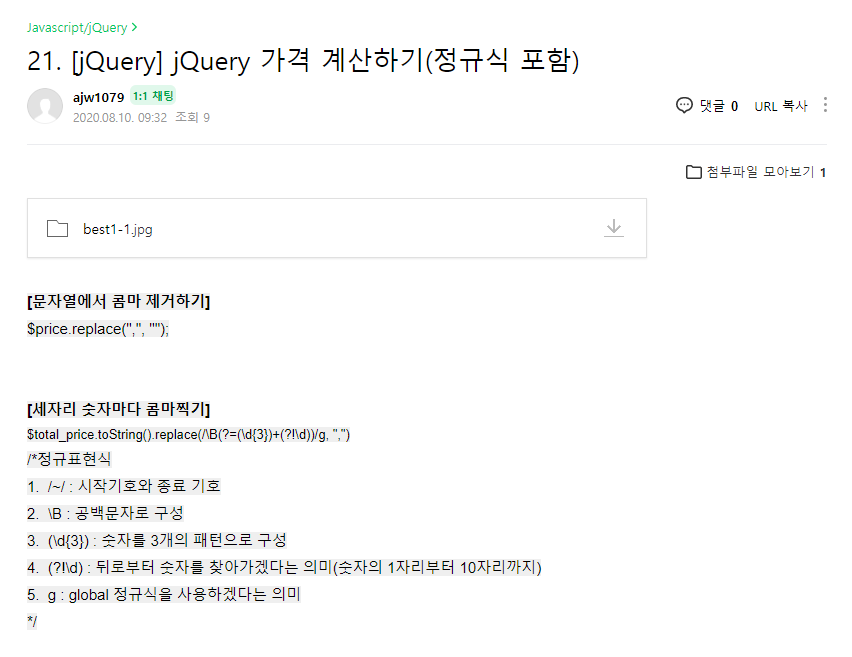 Javascript/jQuery >
21. [jQuery] jQuery 가격 계산하기(정규식 포함)
ajw1079 1:1 채팅
2020.08.10. 09:32 조회 9
댓글 0 URL 복사
첨부파일 모아보기 1
best1-1.jpg
[문자열에서 콤마 제거하기]
$price.replace(",", "");
[세자리 숫자마다 콤마찍기]
$total_price.toString().replace(/\B(?=(\d{3})+(?!\d))/g, ",")
/*정규표현식
1. /~/ : 시작기호와 종료 기호
2. \B : 공백문자로 구성
3. (\d{3}) : 숫자를 3개의 패턴으로 구성
4. (?!\d) : 뒤로부터 숫자를 찾아가겠다는 의미(숫자의 1자리부터 10자리까지)
5. g : global 정규식을 사용하겠다는 의미
*/